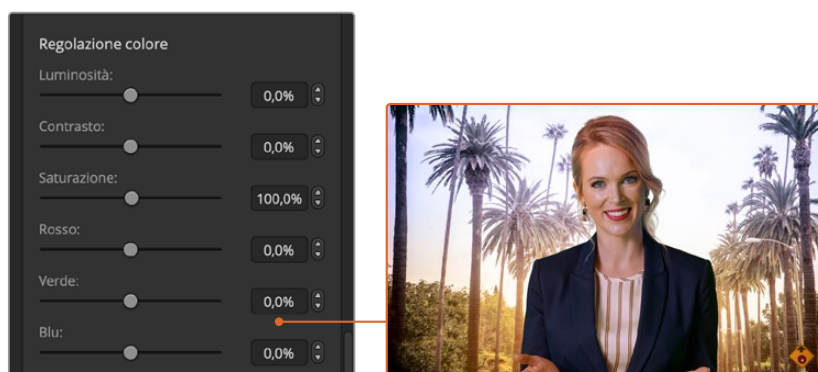 Regolazione colore
Luminosità:
0,0%
Contrasto:
0,0%
Saturazione:
100,0%
Rosso:
0,0%
Verde:
0,0%
Blu:
0,0%